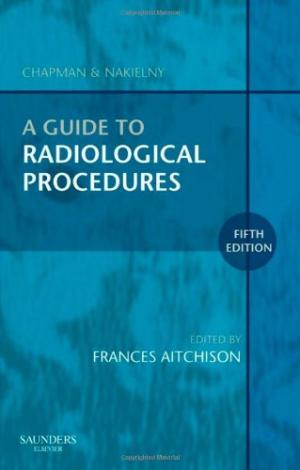 CHAPMAN & NAKIELNY
A GUIDE TO
RADIOLOGICAL
PROCEDURES
FIFTH
EDITION
EDITED BY
FRANCES AITCHISON
SAUNDERS
ELSEVIER